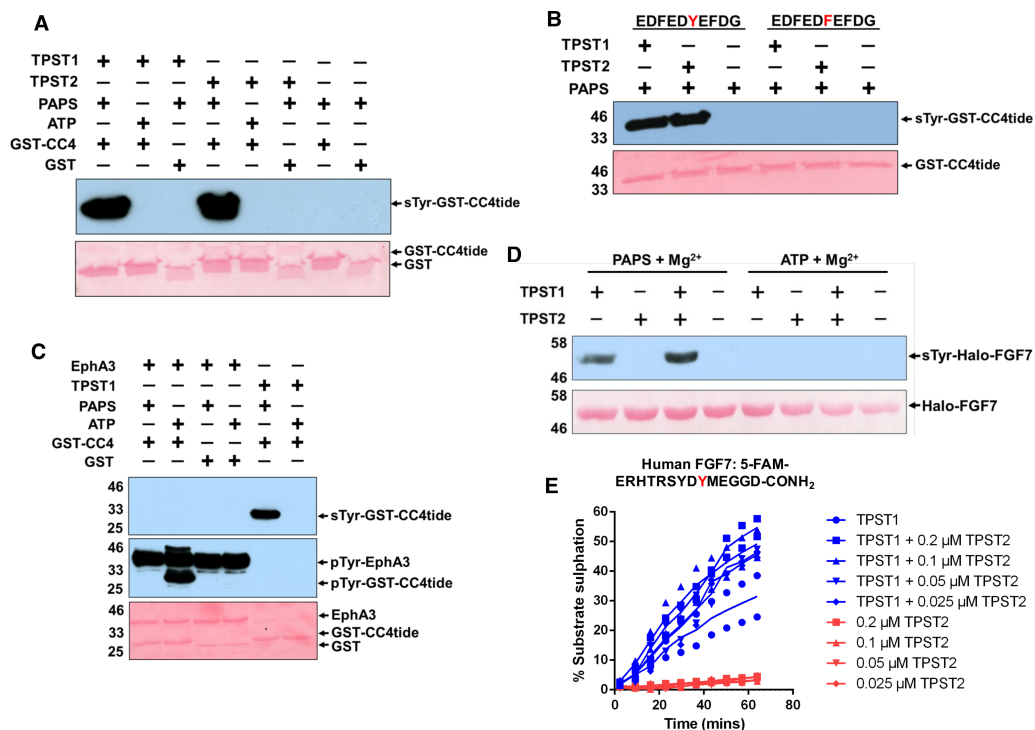 A
TPST1 + + + – – – – –
TPST2 – – – + + + – –
PAPS + – + + – + + +
ATP – + – – + – – –
GST-CC4 + + – + + – + –
GST – – + – – + – +
sTyr-GST-CC4tide
GST-CC4tide
GST
B
EDFEDYEFDG EDFEDFEFDG
TPST1 + – – + – –
TPST2 – + – – + –
PAPS + + + + + +
46
33
sTyr-GST-CC4tide
46
33
GST-CC4tide
C
EphA3 + + + + – –
TPST1 – – – – + +
PAPS + – + – + –
ATP – + – + – +
GST-CC4 + + – – + +
GST – – + + – –
46
33
25
sTyr-GST-CC4tide
46
33
25
pTyr-EphA3
pTyr-GST-CC4tide
46
33
25
EphA3
GST-CC4tide
GST
D
PAPS + Mg²⁺ ATP + Mg²⁺
TPST1 + – + – + – + –
TPST2 – + + – – + + –
58
46
sTyr-Halo-FGF7
58
46
Halo-FGF7
E
Human FGF7: 5-FAM-
ERHTRSYDYMEGGD-CONH₂
% Substrate sulphation
60
50
40
30
20
10
0
0 20 40 60 80
Time (mins)
TPST1
TPST1 + 0.2 µM TPST2
TPST1 + 0.1 µM TPST2
TPST1 + 0.05 µM TPST2
TPST1 + 0.025 µM TPST2
0.2 µM TPST2
0.1 µM TPST2
0.05 µM TPST2
0.025 µM TPST2